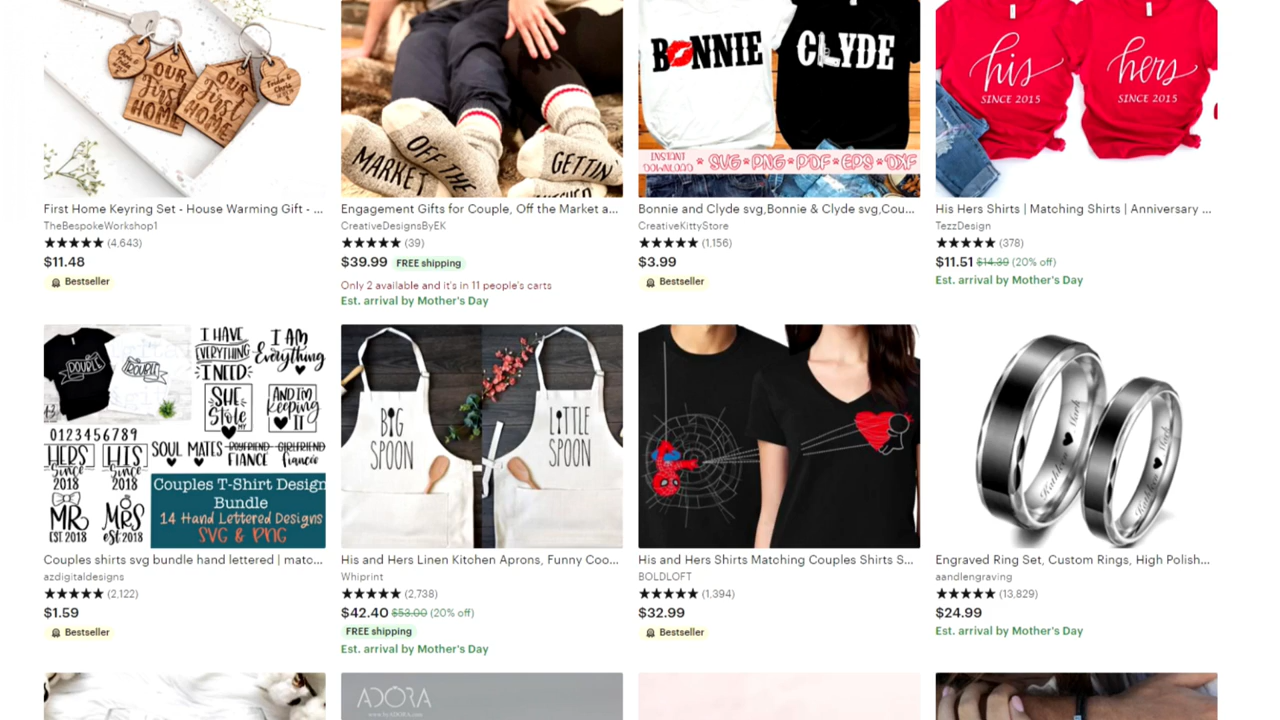 OUR
First
HOME
OUR
First
HOME
MARKET
OFF THE
GETTIN'
BONNIE
CLYDE
INSTANT
DOWNLOAD * SVG * PNG * PDF * EPS * DXF
his
SINCE 2015
hers
SINCE 2015
First Home Keyring Set - House Warming Gift - ...
TheBespokeWorkshop1
★★★★★ (4,643)
$11.48
Bestseller
Engagement Gifts for Couple, Off the Market a...
CreativeDesignsByEK
★★★★★ (39)
$39.99 FREE shipping
Only 2 available and it's in 11 people's carts
Est. arrival by Mother's Day
Bonnie and Clyde svg,Bonnie & Clyde svg,Cou...
CreativeKittyStore
★★★★★ (1,156)
$3.99
Bestseller
His Hers Shirts | Matching Shirts | Anniversary ...
TezzDesign
★★★★★ (378)
$11.51 $14.39 (20% off)
Est. arrival by Mother's Day
DOUBLE
TROUBLE
I HAVE
EVERYTHING
I NEED
I AM
Everything
SHE
Stole
MY
AND I'M
Keeping
IT
0123456789
HERS
Since
2018
HIS
Since
2018
SOUL MATES
BOYFRIEND
FIANCE
GIRLFRIEND
fiancée
MR
EST. 2018
MRS
eST. 2018
Couples T-Shirt Design
Bundle
14 Hand Lettered Designs
SVG & PNG
BIG
SPOON
LITTLE
SPOON
Kathleen ♥ Mark
Kathleen ♥ Mark
Couples shirts svg bundle hand lettered | matc...
azdigitaldesigns
★★★★★ (2,122)
$1.59
Bestseller
His and Hers Linen Kitchen Aprons, Funny Coo...
Whiprint
★★★★★ (2,738)
$42.40 $53.00 (20% off)
FREE shipping
Est. arrival by Mother's Day
His and Hers Shirts Matching Couples Shirts S...
BOLDLOFT
★★★★★ (1,394)
$32.99
Bestseller
Engraved Ring Set, Custom Rings, High Polish...
aandlengraving
★★★★★ (13,829)
$24.99
Est. arrival by Mother's Day
ADORA
www.byADORA.com